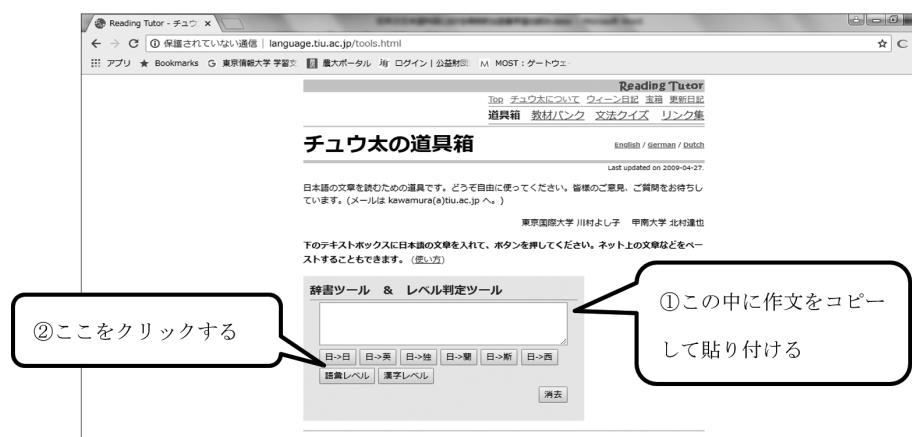 Reading Tutor - チュウ
保護されていない通信 | language.tiu.ac.jp/tools.html
アプリ Bookmarks 東京情報大学 学習支 農大ポータル ログイン | 公益財団 MOST:ゲートウェ
Reading Tutor
Top チュウ太について ウィーン日記 宝箱 更新日記
道具箱 教材バンク 文法クイズ リンク集
チュウ太の道具箱
English / German / Dutch
Last updated on 2009-04-27.
日本語の文章を読むための道具です。どうぞ自由に使ってください。皆様のご意見、ご質問をお待ちし
ています。(メールは kawamura(a)tiu.ac.jp へ。)
東京国際大学 川村よし子 甲南大学 北村達也
下のテキストボックスに日本語の文章を入れて、ボタンを押してください。ネット上の文章などをペー
ストすることもできます。 (使い方)
辞書ツール & レベル判定ツール
日->日 日->英 日->独 日->蘭 日->斯 日->西
語彙レベル 漢字レベル
消去
①この中に作文をコピー
して貼り付ける
②ここをクリックする